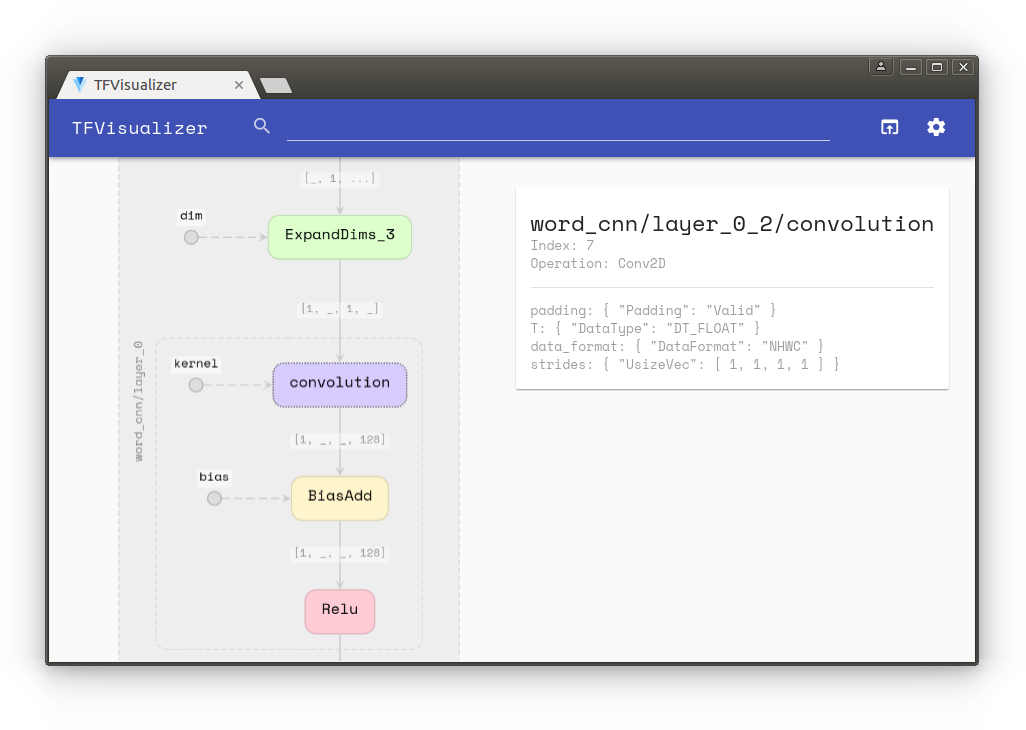 TFVisualizer
TFVisualizer
[_, 1, ...]
dim
ExpandDims_3
[1, _, 1, _]
word_cnn/layer_0
kernel
convolution
[1, _, _, 128]
bias
BiasAdd
[1, _, _, 128]
Relu
word_cnn/layer_0_2/convolution
Index: 7
Operation: Conv2D
padding: { "Padding": "Valid" }
T: { "DataType": "DT_FLOAT" }
data_format: { "DataFormat": "NHWC" }
strides: { "UsizeVec": [ 1, 1, 1, 1 ] }